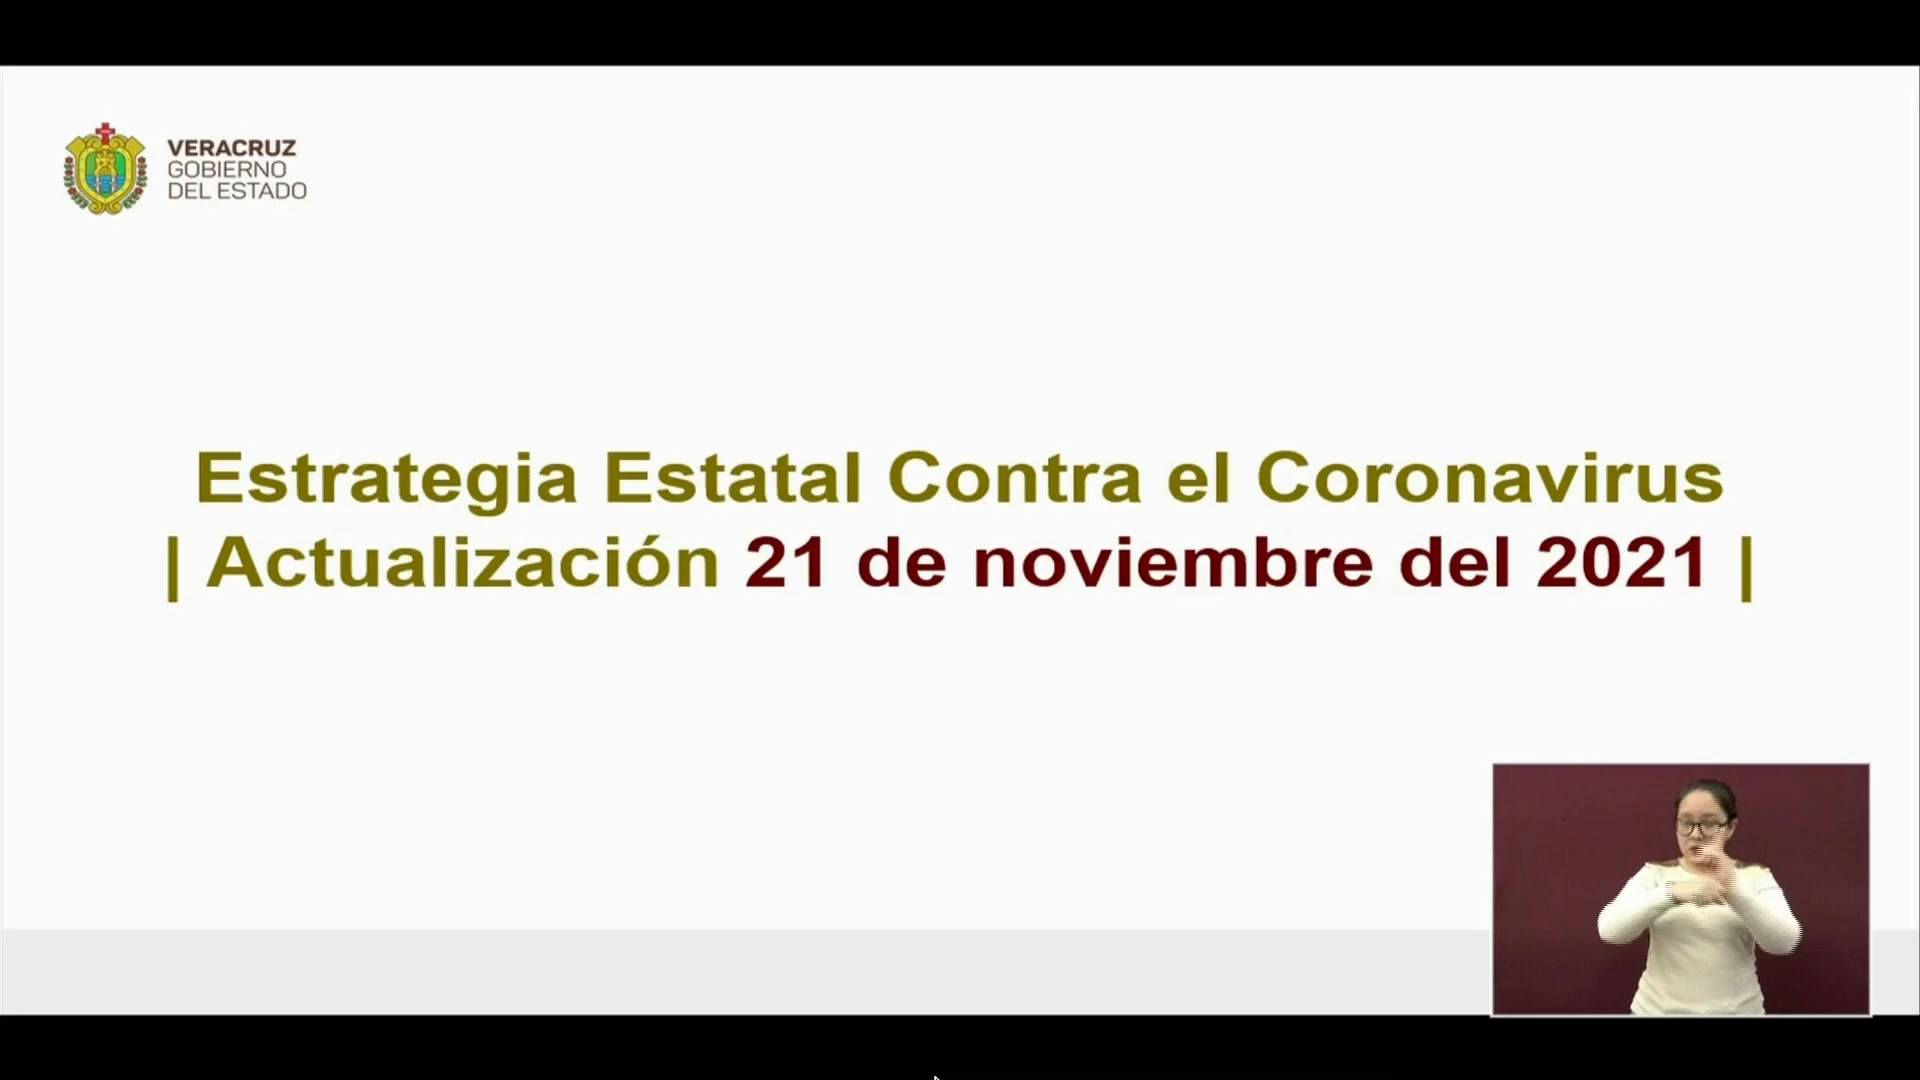 VERACRUZ
GOBIERNO
DEL ESTADO
Estrategia Estatal Contra el Coronavirus
| Actualización 21 de noviembre del 2021 |